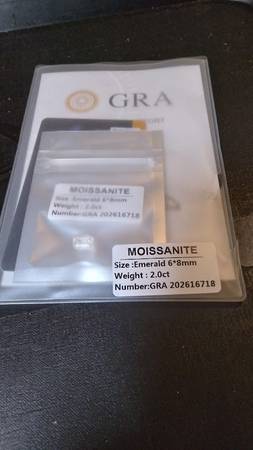 GRA
MOISSANITE
Size :Emerald 6*8mm
Weight : 2.0ct
Number:GRA 202616718
MOISSANITE
Size :Emerald 6*8mm
Weight : 2.0ct
Number:GRA 202616718